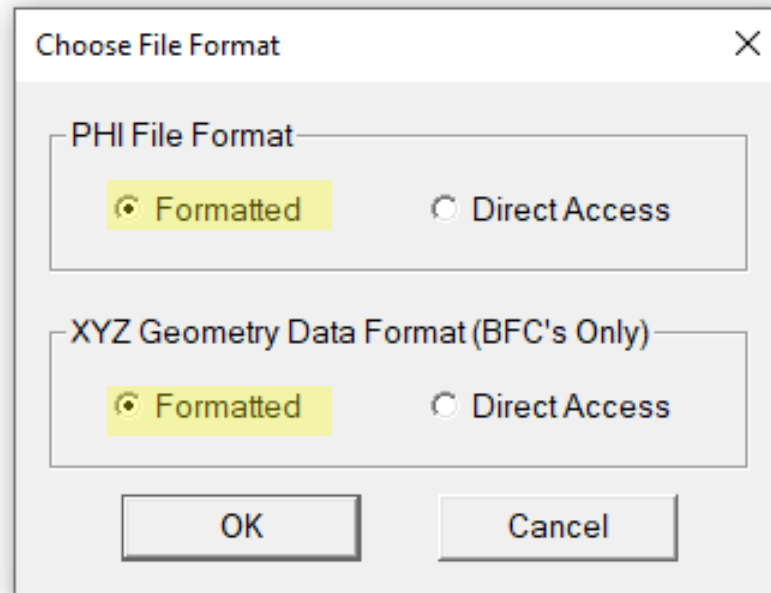 Choose File Format
PHI File Format
Formatted Direct Access
XYZ Geometry Data Format (BFC's Only)
Formatted Direct Access
OK Cancel